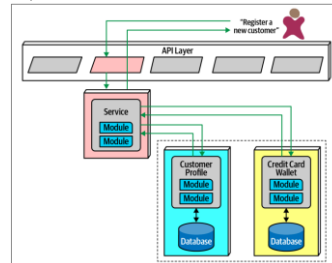 "Register a
new customer"
API Layer
Service
Module
Module
Customer
Profile
Module
Module
Database
Credit Card
Wallet
Module
Module
Database